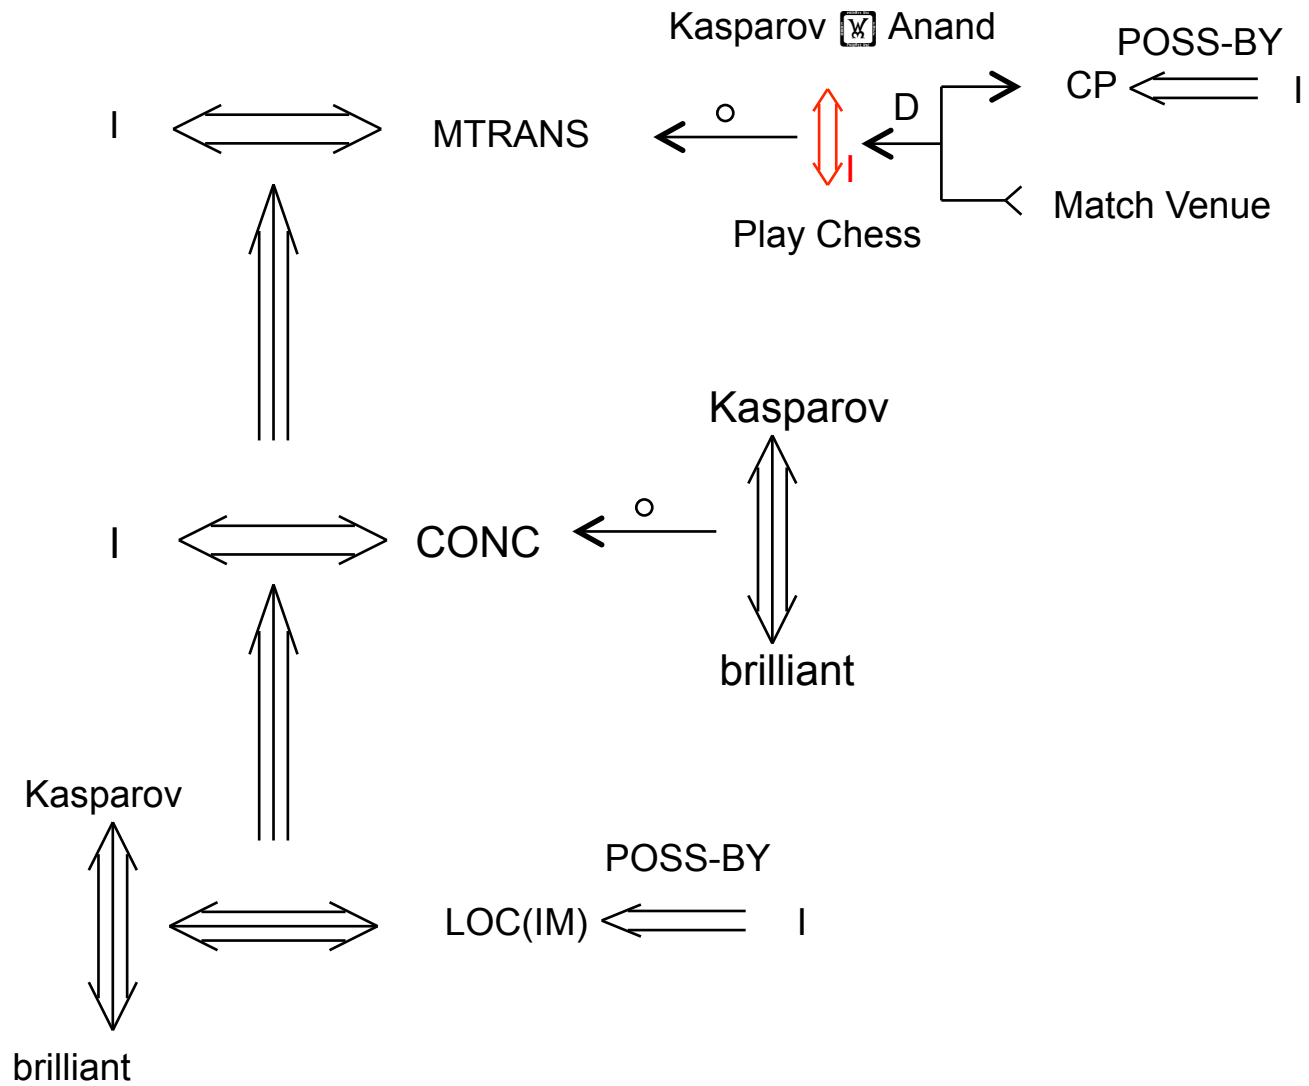 Kasparov Anand
POSS-BY
I MTRANS o D CP I
I
Play Chess
Match Venue
Kasparov
I CONC o
brilliant
Kasparov
POSS-BY
LOC(IM) I
brilliant